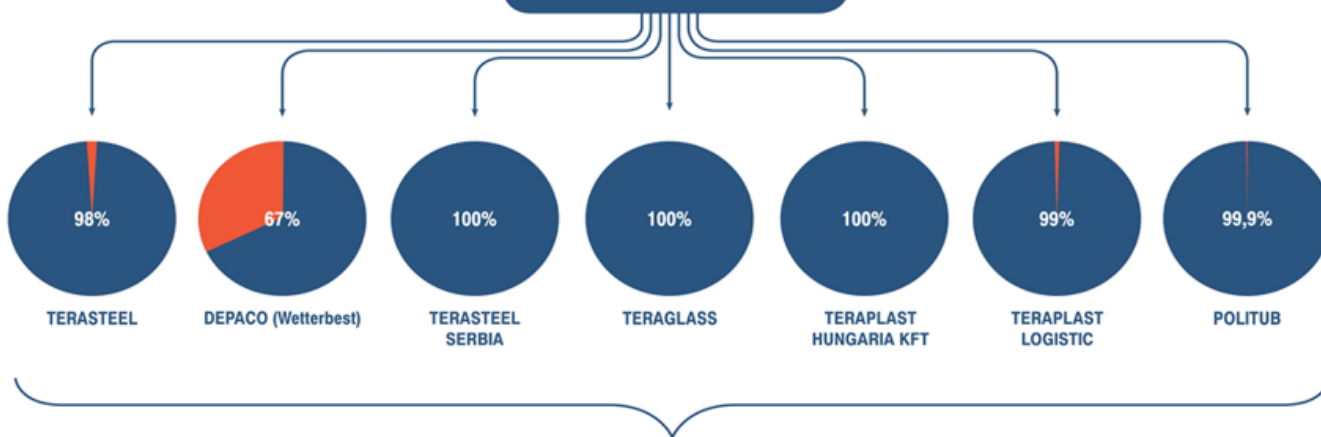 98%
67%
100%
100%
100%
99%
99,9%
TERASTEEL
DEPACO (Wetterbest)
TERASTEEL
SERBIA
TERAGLASS
TERAPLAST
HUNGARIA KFT
TERAPLAST
LOGISTIC
POLITUB